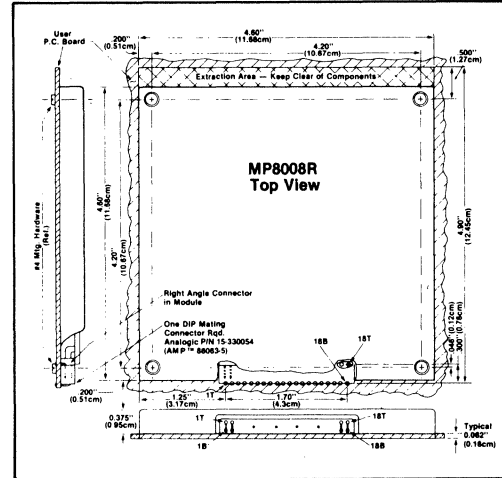 User
P.C. Board
.200"
(0.51cm)
4.60"
(11.68cm)
4.20"
(10.67cm)
.500"
(1.27cm)
Extraction Area — Keep Clear of Components
MP8008R
Top View
#4 Mtg. Hardware
(Ref.)
4.60"
(11.68cm)
4.20"
(10.67cm)
4.90"
(12.45cm)
Right Angle Connector
in Module
One DIP Mating
Connector Rqd.
Analogic P/N 15-330054
(AMP™ 86063-5)
18B
18T
.048" (0.12cm)
.300" (0.76cm)
.200"
(0.51cm)
1T
0.375"
(0.95cm)
1.25"
(3.17cm)
1.70"
(4.3cm)
1T
18T
1B
18B
Typical
0.062"
(0.16cm)